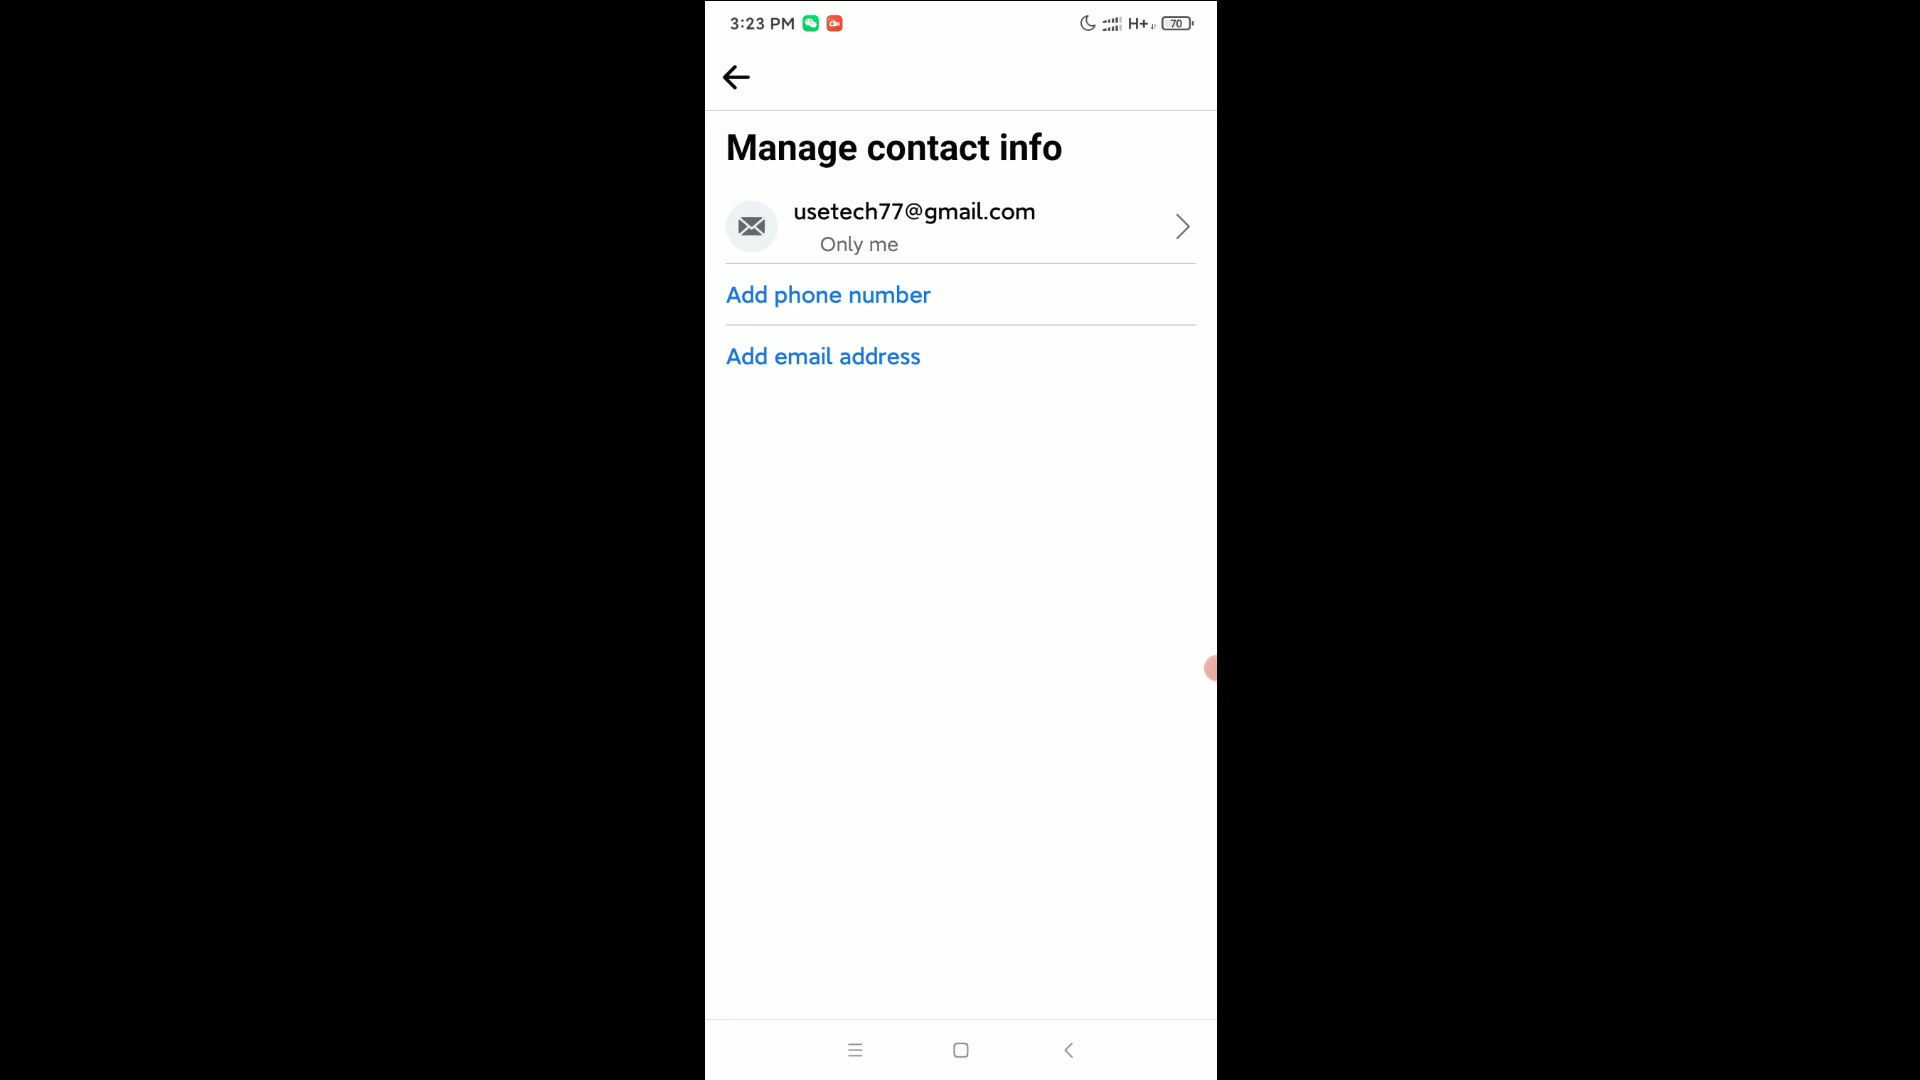 3:23 PM H+ 70
Manage contact info
usetech77@gmail.com
Only me
Add phone number
Add email address